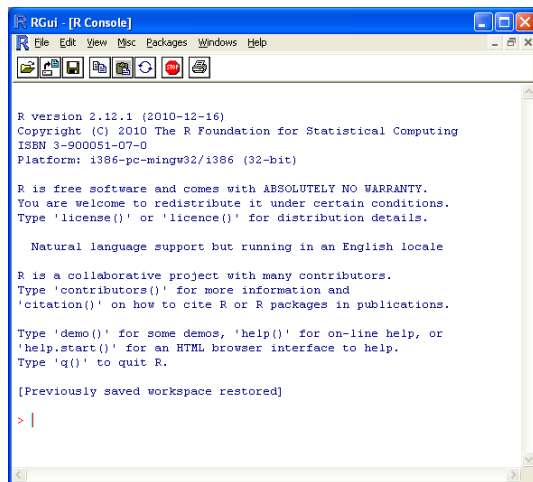 RGui - [R Console]
File Edit View Misc Packages Windows Help
STOP
R version 2.12.1 (2010-12-16)
Copyright (C) 2010 The R Foundation for Statistical Computing
ISBN 3-900051-07-0
Platform: i386-pc-mingw32/i386 (32-bit)
R is free software and comes with ABSOLUTELY NO WARRANTY.
You are welcome to redistribute it under certain conditions.
Type 'license()' or 'licence()' for distribution details.
Natural language support but running in an English locale
R is a collaborative project with many contributors.
Type 'contributors()' for more information and
'citation()' on how to cite R or R packages in publications.
Type 'demo()' for some demos, 'help()' for on-line help, or
'help.start()' for an HTML browser interface to help.
Type 'q()' to quit R.
[Previously saved workspace restored]
>